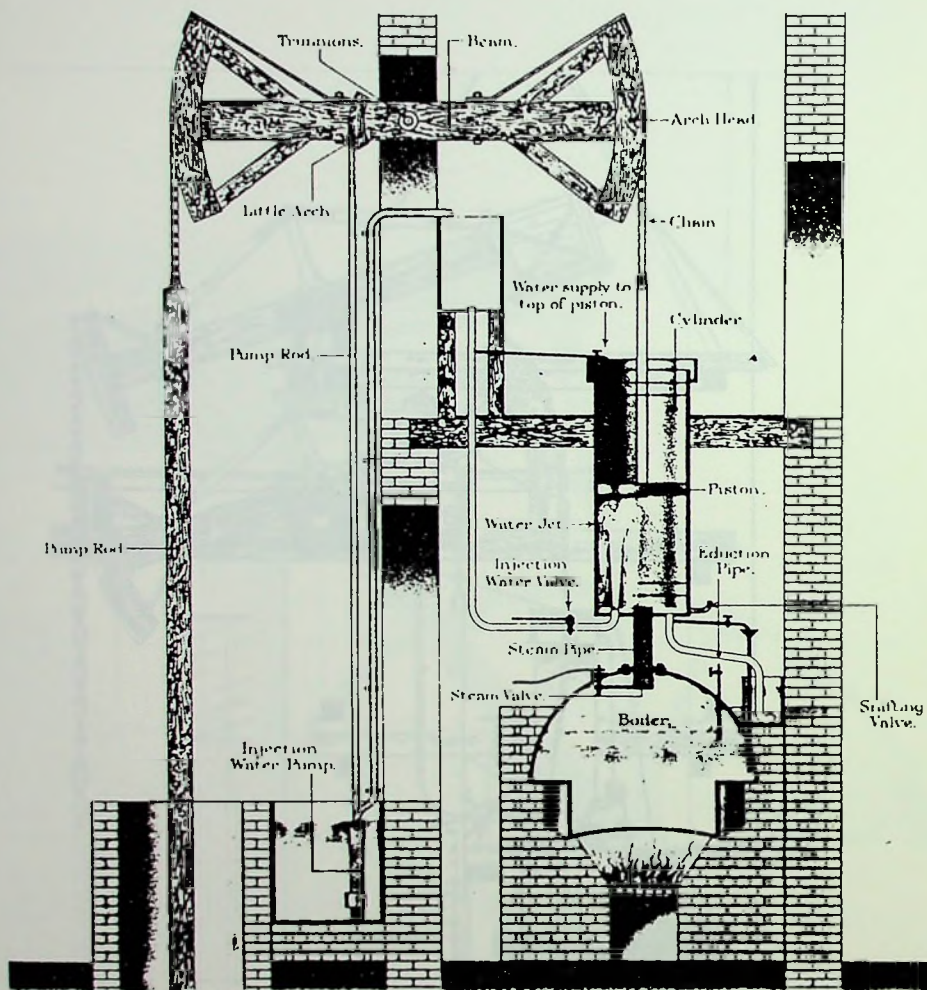 Trunnions.
Beam.
Arch Head
Little Arch
Chain
Water supply to
top of piston.
Cylinder
Pump Rod
Piston.
Water Jet.
Pump Rod
Eduction
Pipe.
Injection
Water Valve.
Steam Pipe
Steam Valve.
Snifting
Valve.
Boiler.
Injection
Water Pump.